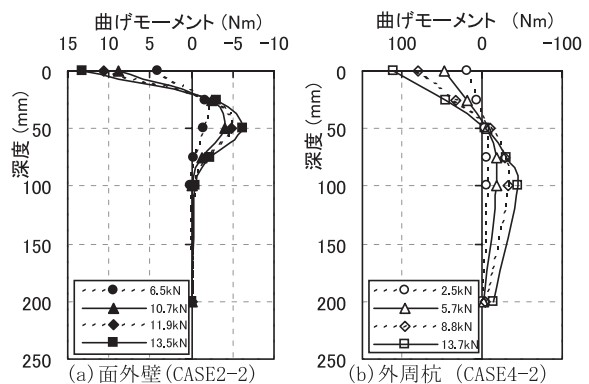 曲げモーメント (Nm)
15 10 5 0 -5 -10
0
50
100
150
200
250
深度 (mm)
6.5kN
10.7kN
11.9kN
13.5kN
(a) 面外壁(CASE2-2)
曲げモーメント (Nm)
100 0 -100
0
50
100
150
200
250
深度 (mm)
2.5kN
5.7kN
8.8kN
13.7kN
(b) 外周杭 (CASE4-2)